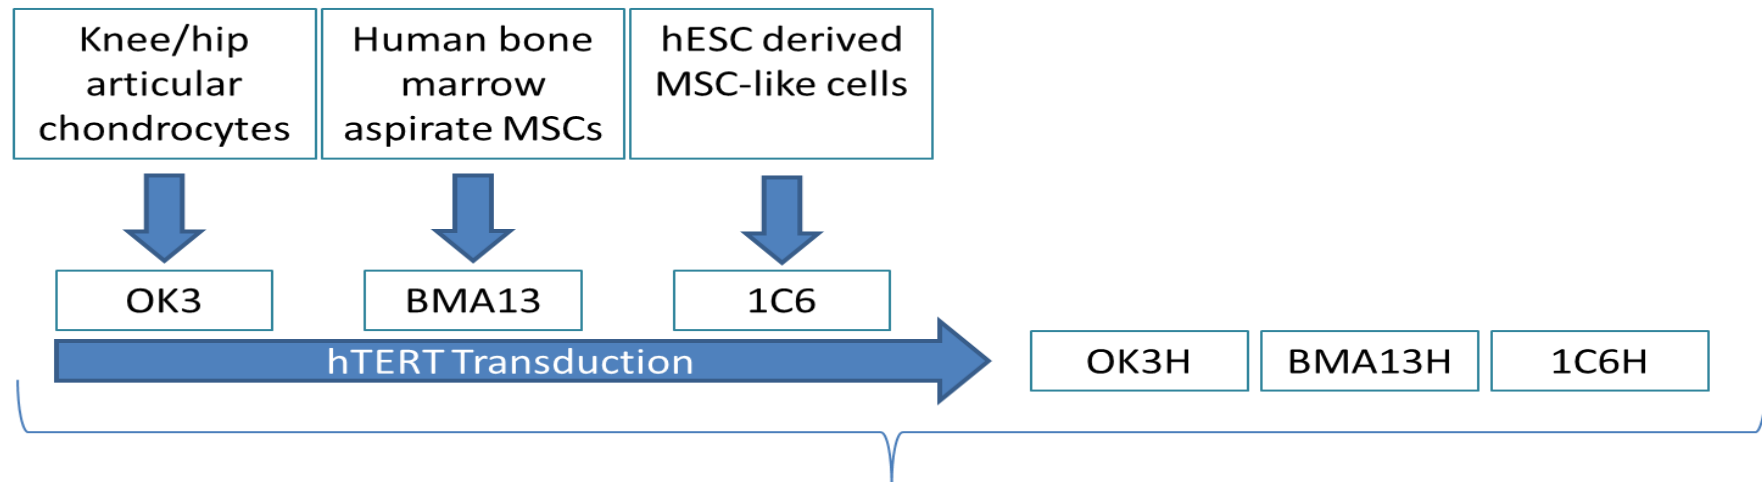 Knee/hip
articular
chondrocytes
Human bone
marrow
aspirate MSCs
hESC derived
MSC-like cells
OK3
BMA13
1C6
hTERT Transduction
OK3H
BMA13H
1C6H